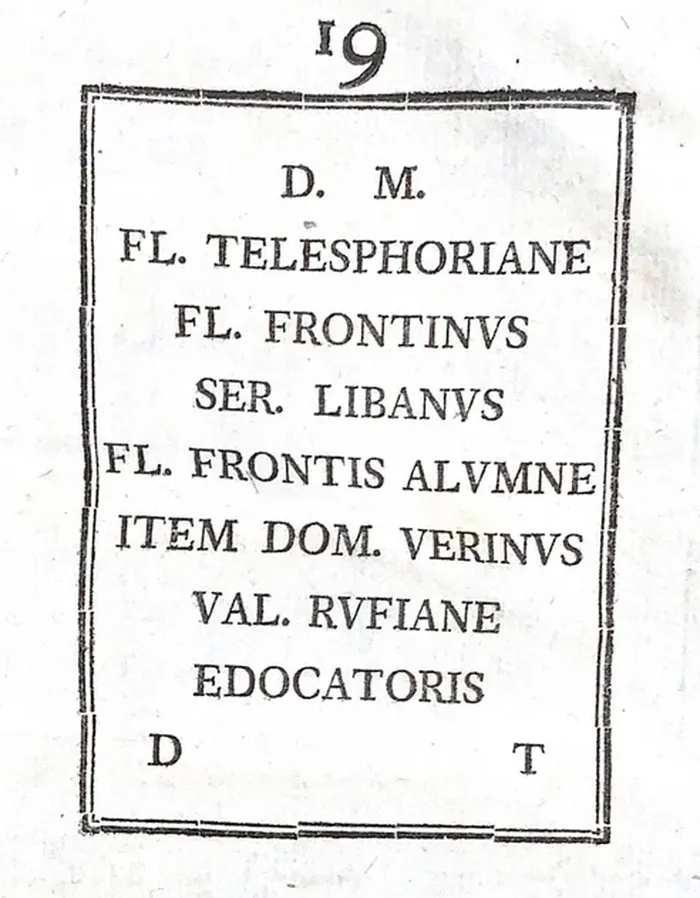 19
D. M.
FL. TELESPHORIANE
FL. FRONTINVS
SER. LIBANVS
FL. FRONTIS ALVMNE
ITEM DOM. VERINVS
VAL. RVFIANE
EDOCATORIS
D T